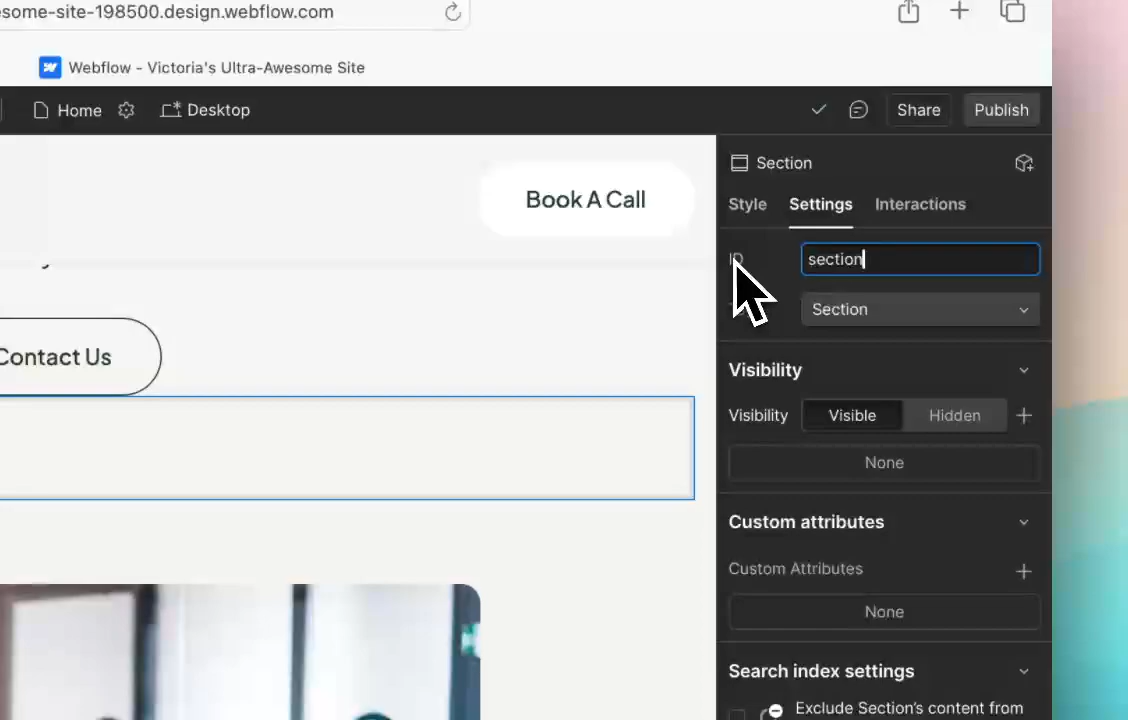 some-site-198500.design.webflow.com
Webflow - Victoria's Ultra-Awesome Site
Home
Desktop
Share
Publish
Book A Call
Section
Style
Settings
Interactions
ID
section
Section
Contact Us
Visibility
Visibility
Visible
Hidden
None
Custom attributes
Custom Attributes
None
Search index settings
Exclude Section's content from